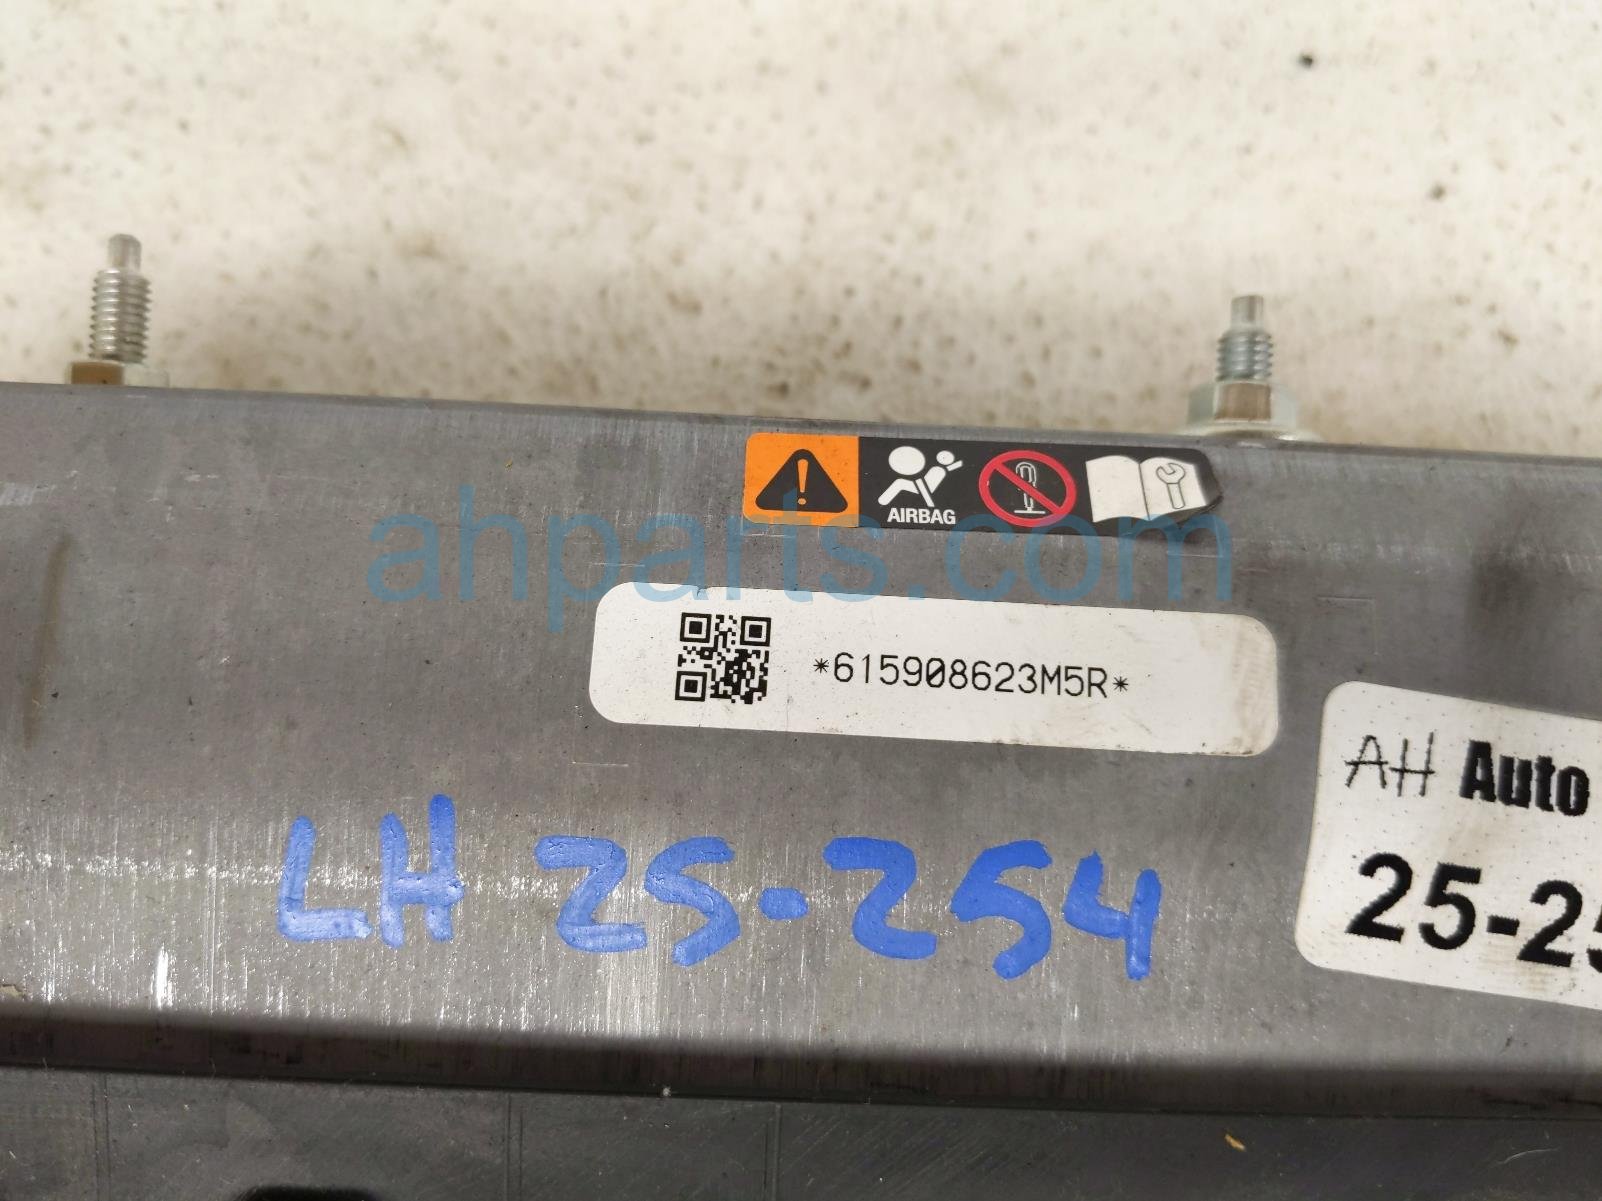 AIRBAG
ahparts.com
*615908623M5R*
AH Auto
LH 25-254
25-25